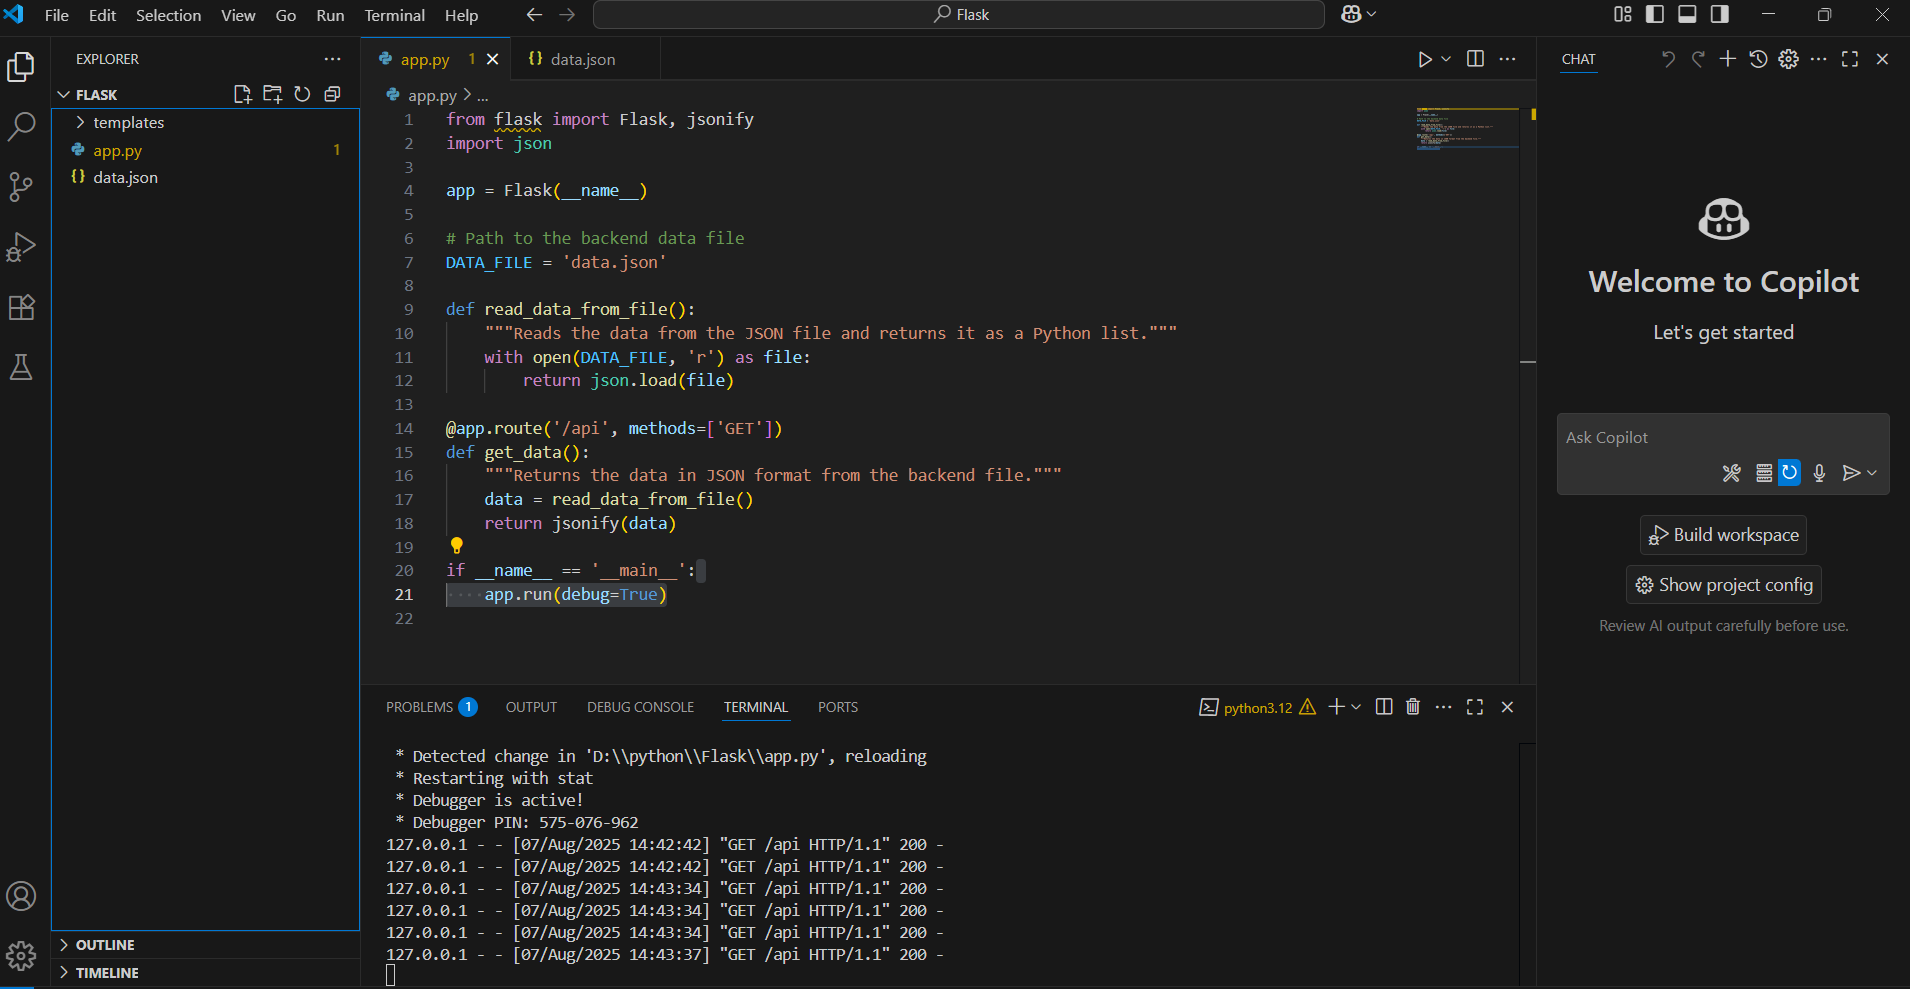 File Edit Selection View Go Run Terminal Help
Flask
EXPLORER
FLASK
templates
app.py 1
data.json
OUTLINE
TIMELINE
app.py 1
{} data.json
app.py > ...
1 from flask import Flask, jsonify
2 import json
3
4 app = Flask(__name__)
5
6 # Path to the backend data file
7 DATA_FILE = 'data.json'
8
9 def read_data_from_file():
10 """Reads the data from the JSON file and returns it as a Python list."""
11 with open(DATA_FILE, 'r') as file:
12 return json.load(file)
13
14 @app.route('/api', methods=['GET'])
15 def get_data():
16 """Returns the data in JSON format from the backend file."""
17 data = read_data_from_file()
18 return jsonify(data)
19
20 if __name__ == '__main__':
21 app.run(debug=True)
22
PROBLEMS 1 OUTPUT DEBUG CONSOLE TERMINAL PORTS
python3.12
* Detected change in 'D:\\python\\Flask\\app.py', reloading
* Restarting with stat
* Debugger is active!
* Debugger PIN: 575-076-962
127.0.0.1 - - [07/Aug/2025 14:42:42] "GET /api HTTP/1.1" 200 -
127.0.0.1 - - [07/Aug/2025 14:42:42] "GET /api HTTP/1.1" 200 -
127.0.0.1 - - [07/Aug/2025 14:43:34] "GET /api HTTP/1.1" 200 -
127.0.0.1 - - [07/Aug/2025 14:43:34] "GET /api HTTP/1.1" 200 -
127.0.0.1 - - [07/Aug/2025 14:43:34] "GET /api HTTP/1.1" 200 -
127.0.0.1 - - [07/Aug/2025 14:43:37] "GET /api HTTP/1.1" 200 -
CHAT
Welcome to Copilot
Let's get started
Ask Copilot
Build workspace
Show project config
Review AI output carefully before use.